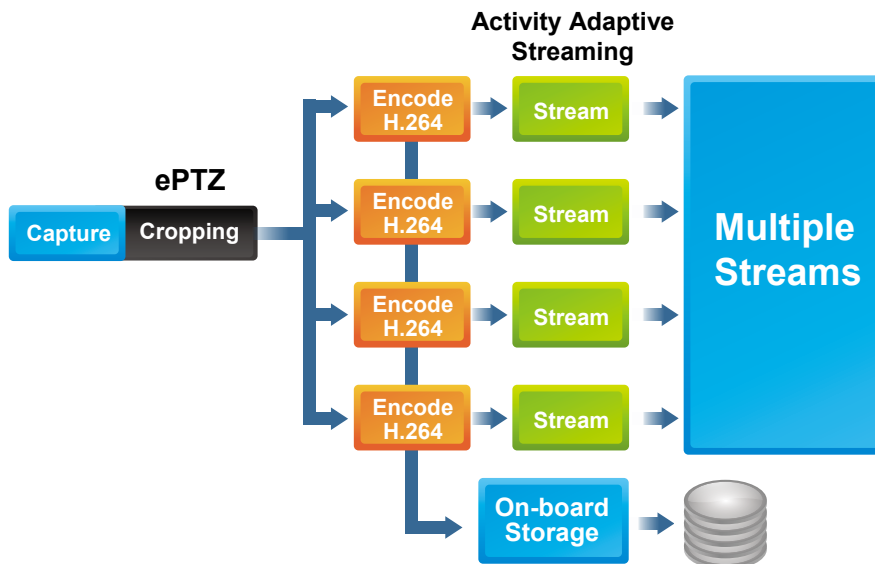 Activity Adaptive
Streaming
ePTZ
Capture
Cropping
Encode
H.264
Stream
Encode
H.264
Stream
Encode
H.264
Stream
Encode
H.264
Stream
Multiple
Streams
On-board
Storage